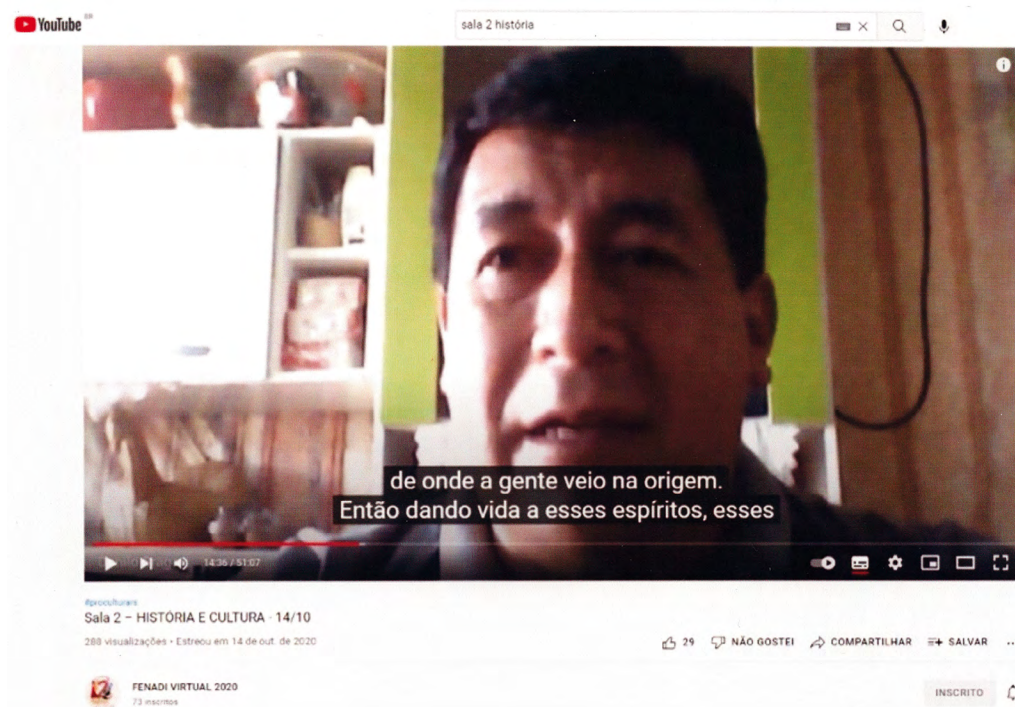 YouTube BR
sala 2 história
de onde a gente veio na origem.
Então dando vida a esses espíritos, esses
14:36 / 51:07
#proculturais
Sala 2 – HISTÓRIA E CULTURA - 14/10
288 visualizações • Estreou em 14 de out. de 2020
29 NÃO GOSTEI COMPARTILHAR SALVAR ...
FENADI VIRTUAL 2020
73 inscritos
INSCRITO